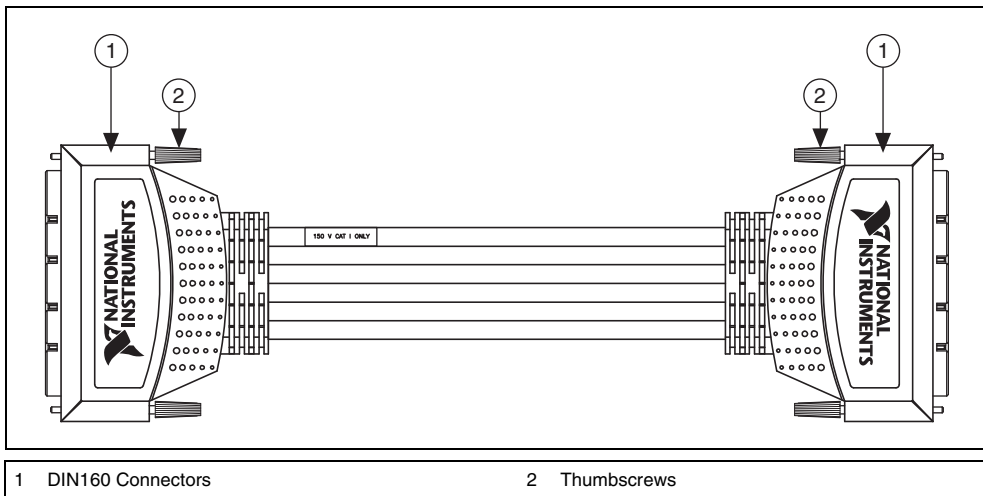 1
2
2
1
NATIONAL
INSTRUMENTS
150 V CAT I ONLY
NATIONAL
INSTRUMENTS
1 DIN160 Connectors
2 Thumbscrews